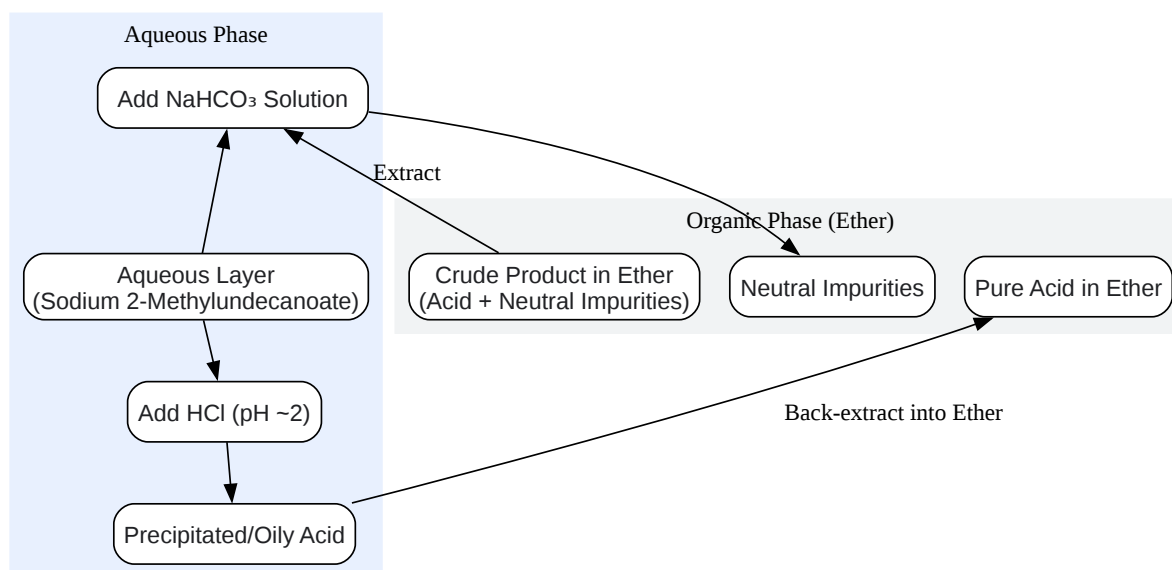 Aqueous Phase
Add NaHCO₃ Solution
Extract
Organic Phase (Ether)
Aqueous Layer
(Sodium 2-Methylundecanoate)
Crude Product in Ether
(Acid + Neutral Impurities)
Neutral Impurities
Pure Acid in Ether
Add HCl (pH ~2)
Back-extract into Ether
Precipitated/Oily Acid